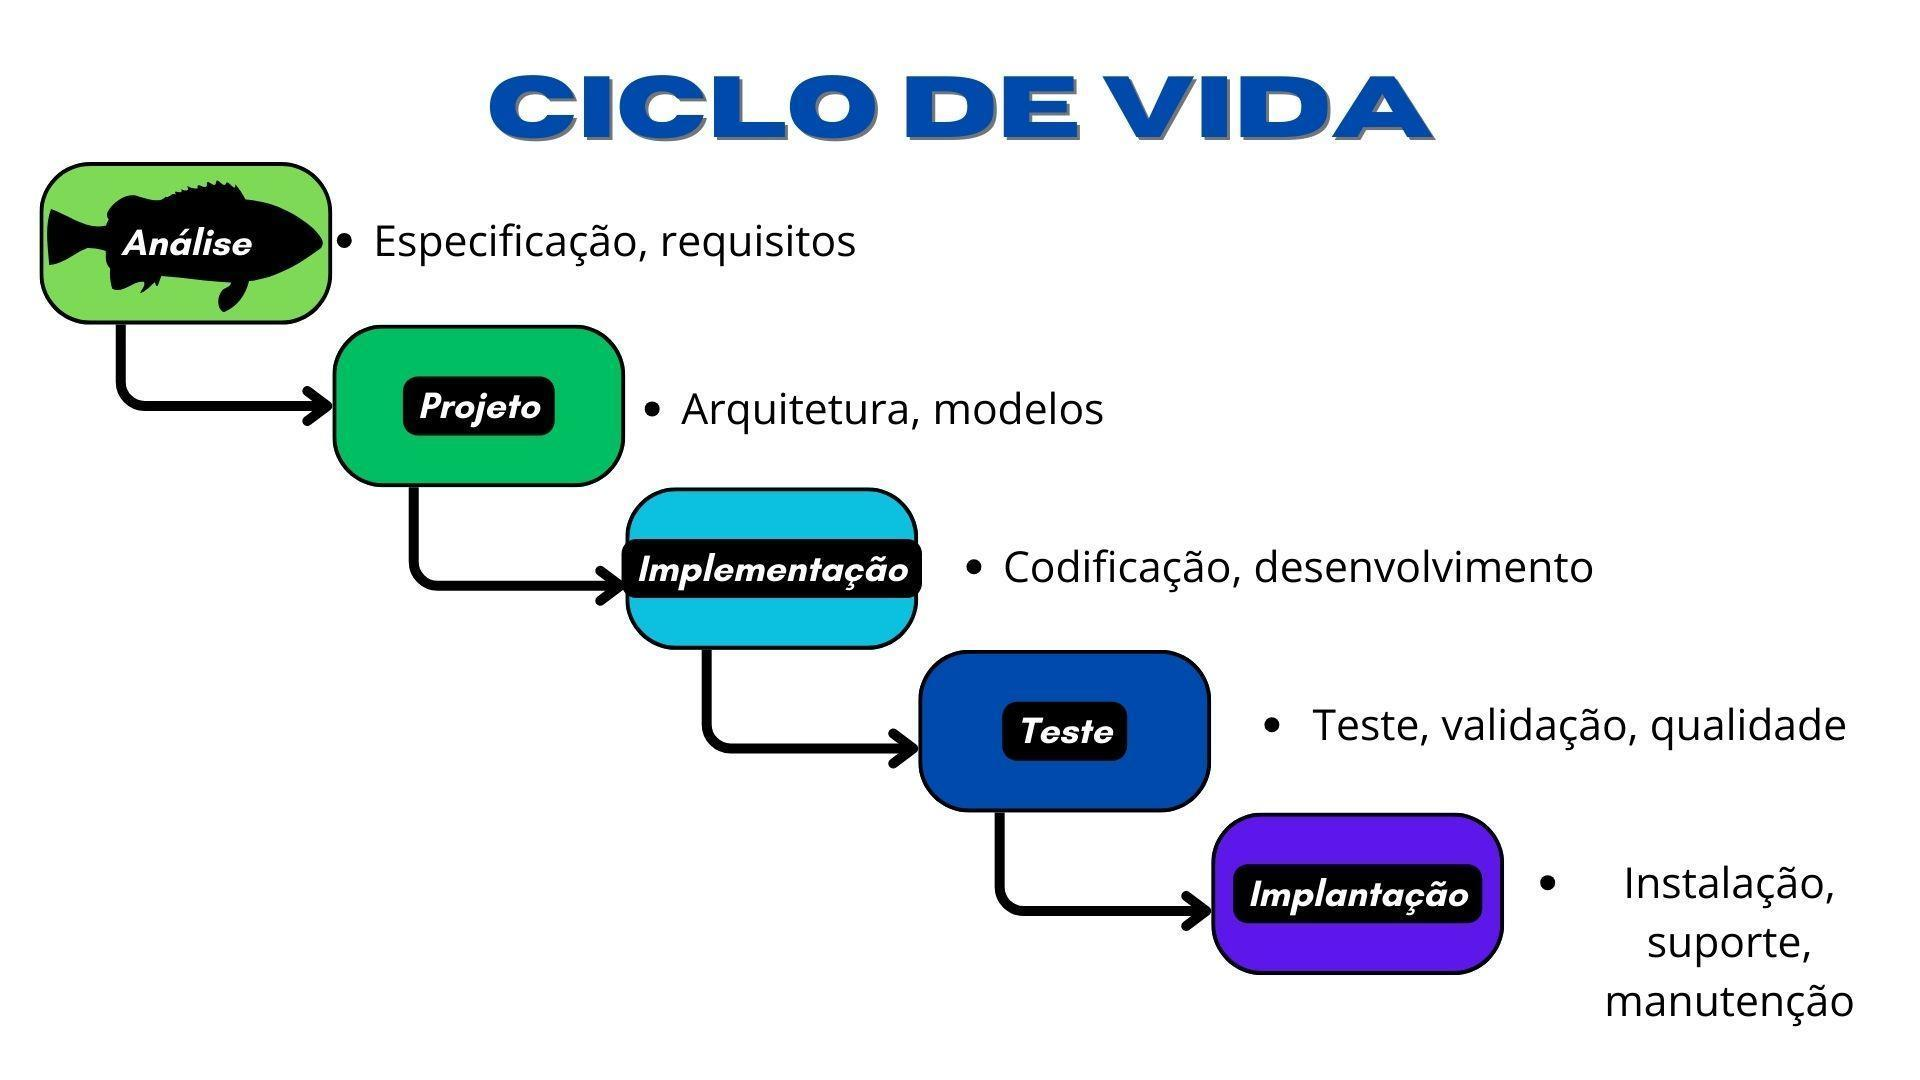 CICLO DE VIDA
Análise
• Especificação, requisitos
Projeto
• Arquitetura, modelos
Implementação
• Codificação, desenvolvimento
Teste
• Teste, validação, qualidade
Implantação
• Instalação,
suporte,
manutenção